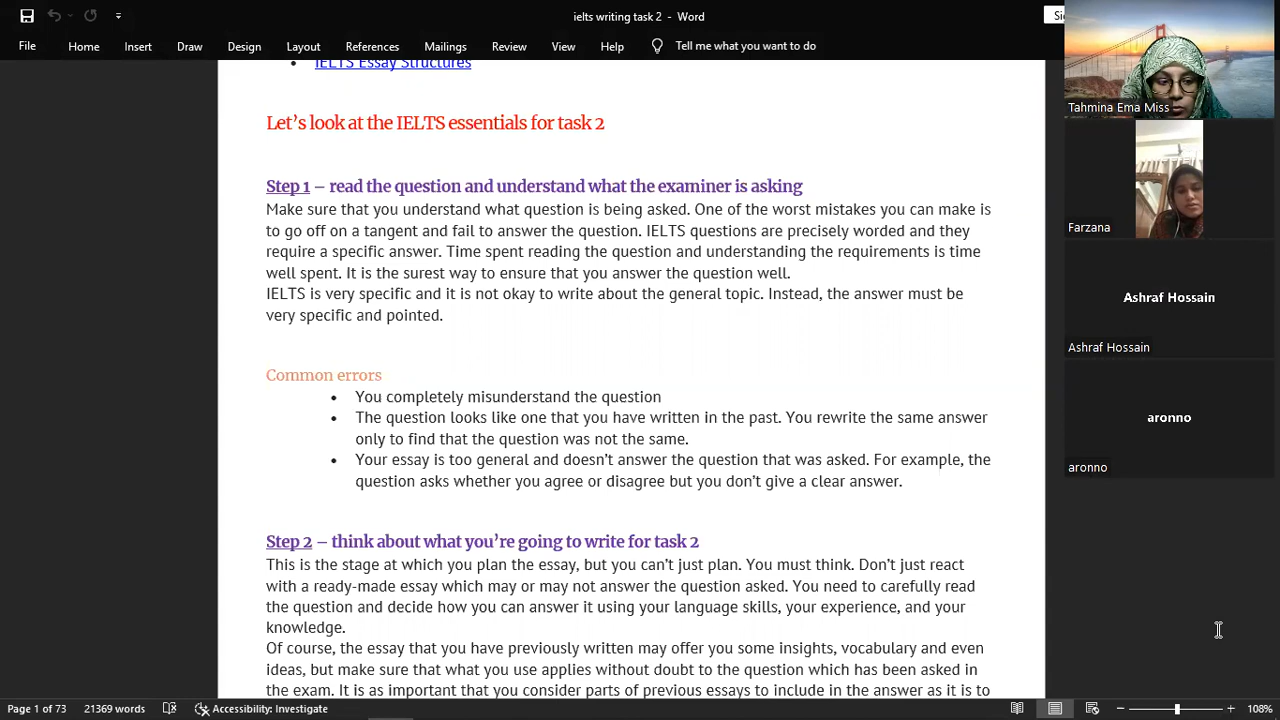 ielts writing task 2 - Word
File Home Insert Draw Design Layout References Mailings Review View Help Tell me what you want to do
IELTS Essay Structures
Let's look at the IELTS essentials for task 2
Step 1 – read the question and understand what the examiner is asking
Make sure that you understand what question is being asked. One of the worst mistakes you can make is
to go off on a tangent and fail to answer the question. IELTS questions are precisely worded and they
require a specific answer. Time spent reading the question and understanding the requirements is time
well spent. It is the surest way to ensure that you answer the question well.
IELTS is very specific and it is not okay to write about the general topic. Instead, the answer must be
very specific and pointed.
Common errors
• You completely misunderstand the question
• The question looks like one that you have written in the past. You rewrite the same answer
only to find that the question was not the same.
• Your essay is too general and doesn't answer the question that was asked. For example, the
question asks whether you agree or disagree but you don't give a clear answer.
Step 2 – think about what you're going to write for task 2
This is the stage at which you plan the essay, but you can't just plan. You must think. Don't just react
with a ready-made essay which may or may not answer the question asked. You need to carefully read
the question and decide how you can answer it using your language skills, your experience, and your
knowledge.
Of course, the essay that you have previously written may offer you some insights, vocabulary and even
ideas, but make sure that what you use applies without doubt to the question which has been asked in
the exam. It is as important that you consider parts of previous essays to include in the answer as it is to
Tahmina Ema Miss
Farzana
Ashraf Hossain
Ashraf Hossain
aronno
aronno
Page 1 of 73 21369 words Accessibility: Investigate 108%